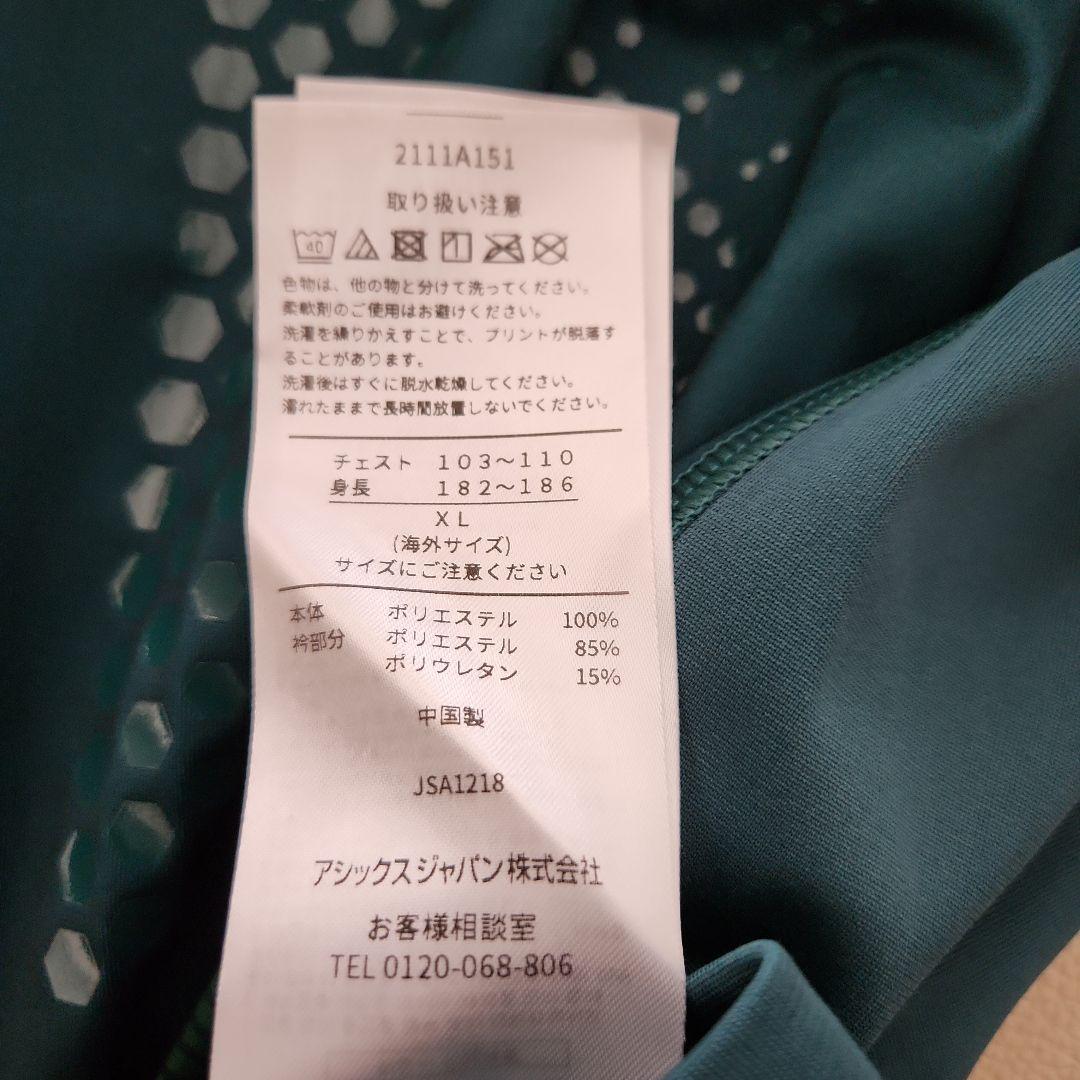 2111A151
取り扱い注意
40
色物は、他の物と分けて洗ってください。
柔軟剤のご使用はお避けください。
洗濯を繰りかえすことで、プリントが脱落す
ることがあります。
洗濯後はすぐに脱水乾燥してください。
濡れたままで長時間放置しないでください。
チェスト 103～110
身長 182～186
XL
(海外サイズ)
サイズにご注意ください
本体 ポリエステル 100%
衿部分 ポリエステル 85%
ポリウレタン 15%
中国製
JSA1218
アシックスジャパン株式会社
お客様相談室
TEL 0120-068-806